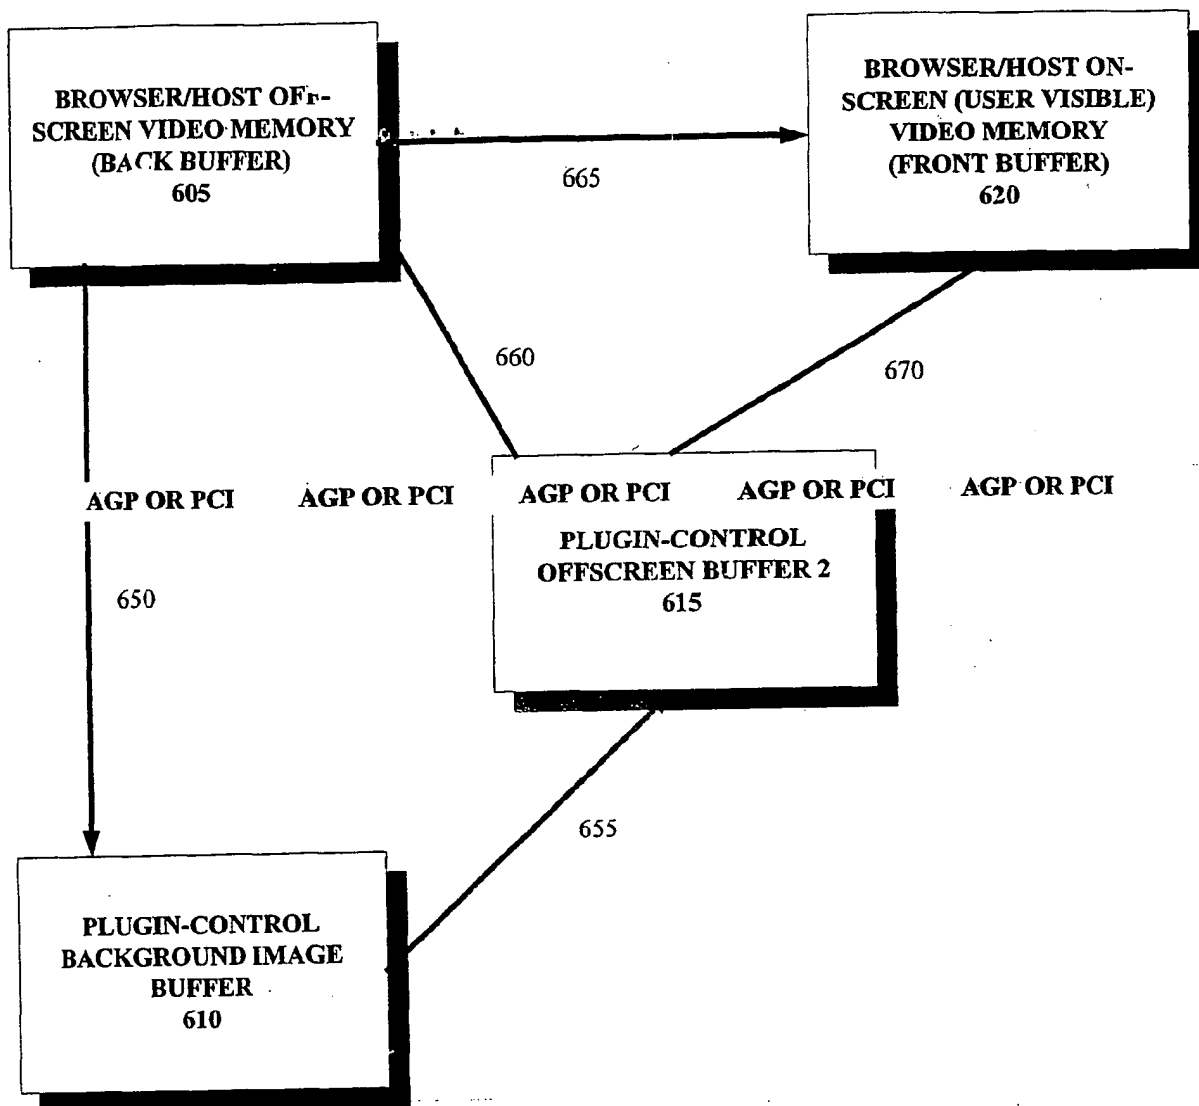 BROWSER/HOST OFF-
SCREEN VIDEO MEMORY
(BACK BUFFER)
605
BROWSER/HOST ON-
SCREEN (USER VISIBLE)
VIDEO MEMORY
(FRONT BUFFER)
620
665
660
670
AGP OR PCI AGP OR PCI AGP OR PCI AGP OR PCI AGP OR PCI
PLUGIN-CONTROL
OFFSCREEN BUFFER 2
615
650
655
PLUGIN-CONTROL
BACKGROUND IMAGE
BUFFER
610